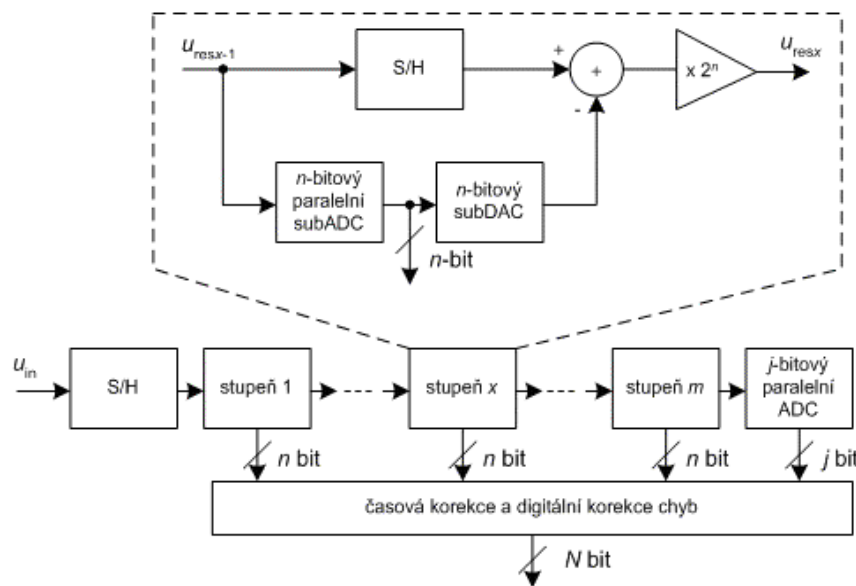 u_resx-1
S/H
+
+
-
x 2ⁿ
u_resx
n-bitový
paralelní
subADC
n-bitový
subDAC
n-bit
u_in
S/H
stupeň 1
stupeň x
stupeň m
j-bitový
paralelní
ADC
n bit
n bit
n bit
j bit
časová korekce a digitální korekce chyb
N bit